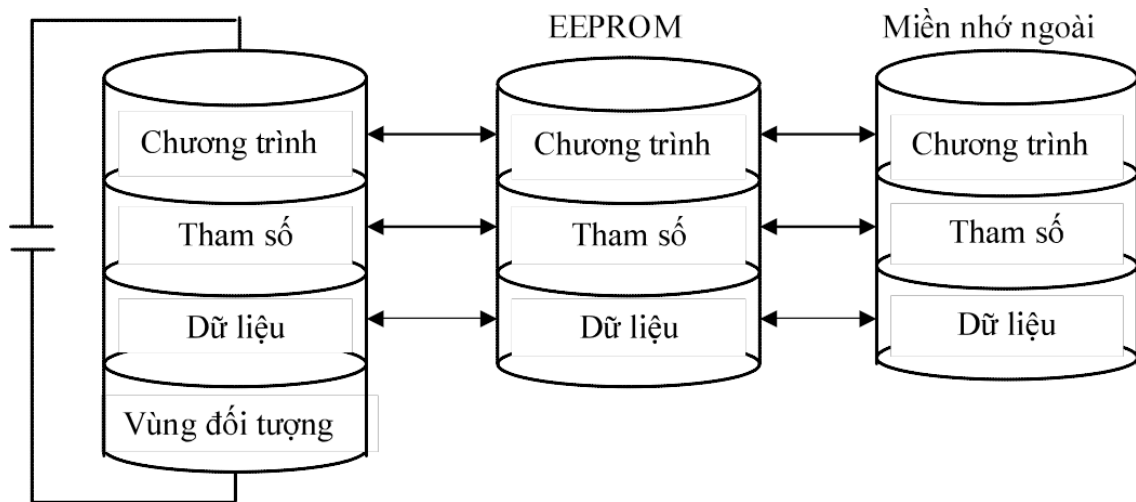 EEPROM
Miền nhớ ngoài
Chương trình
Chương trình
Chương trình
Tham số
Tham số
Tham số
Dữ liệu
Dữ liệu
Dữ liệu
Vùng đối tượng